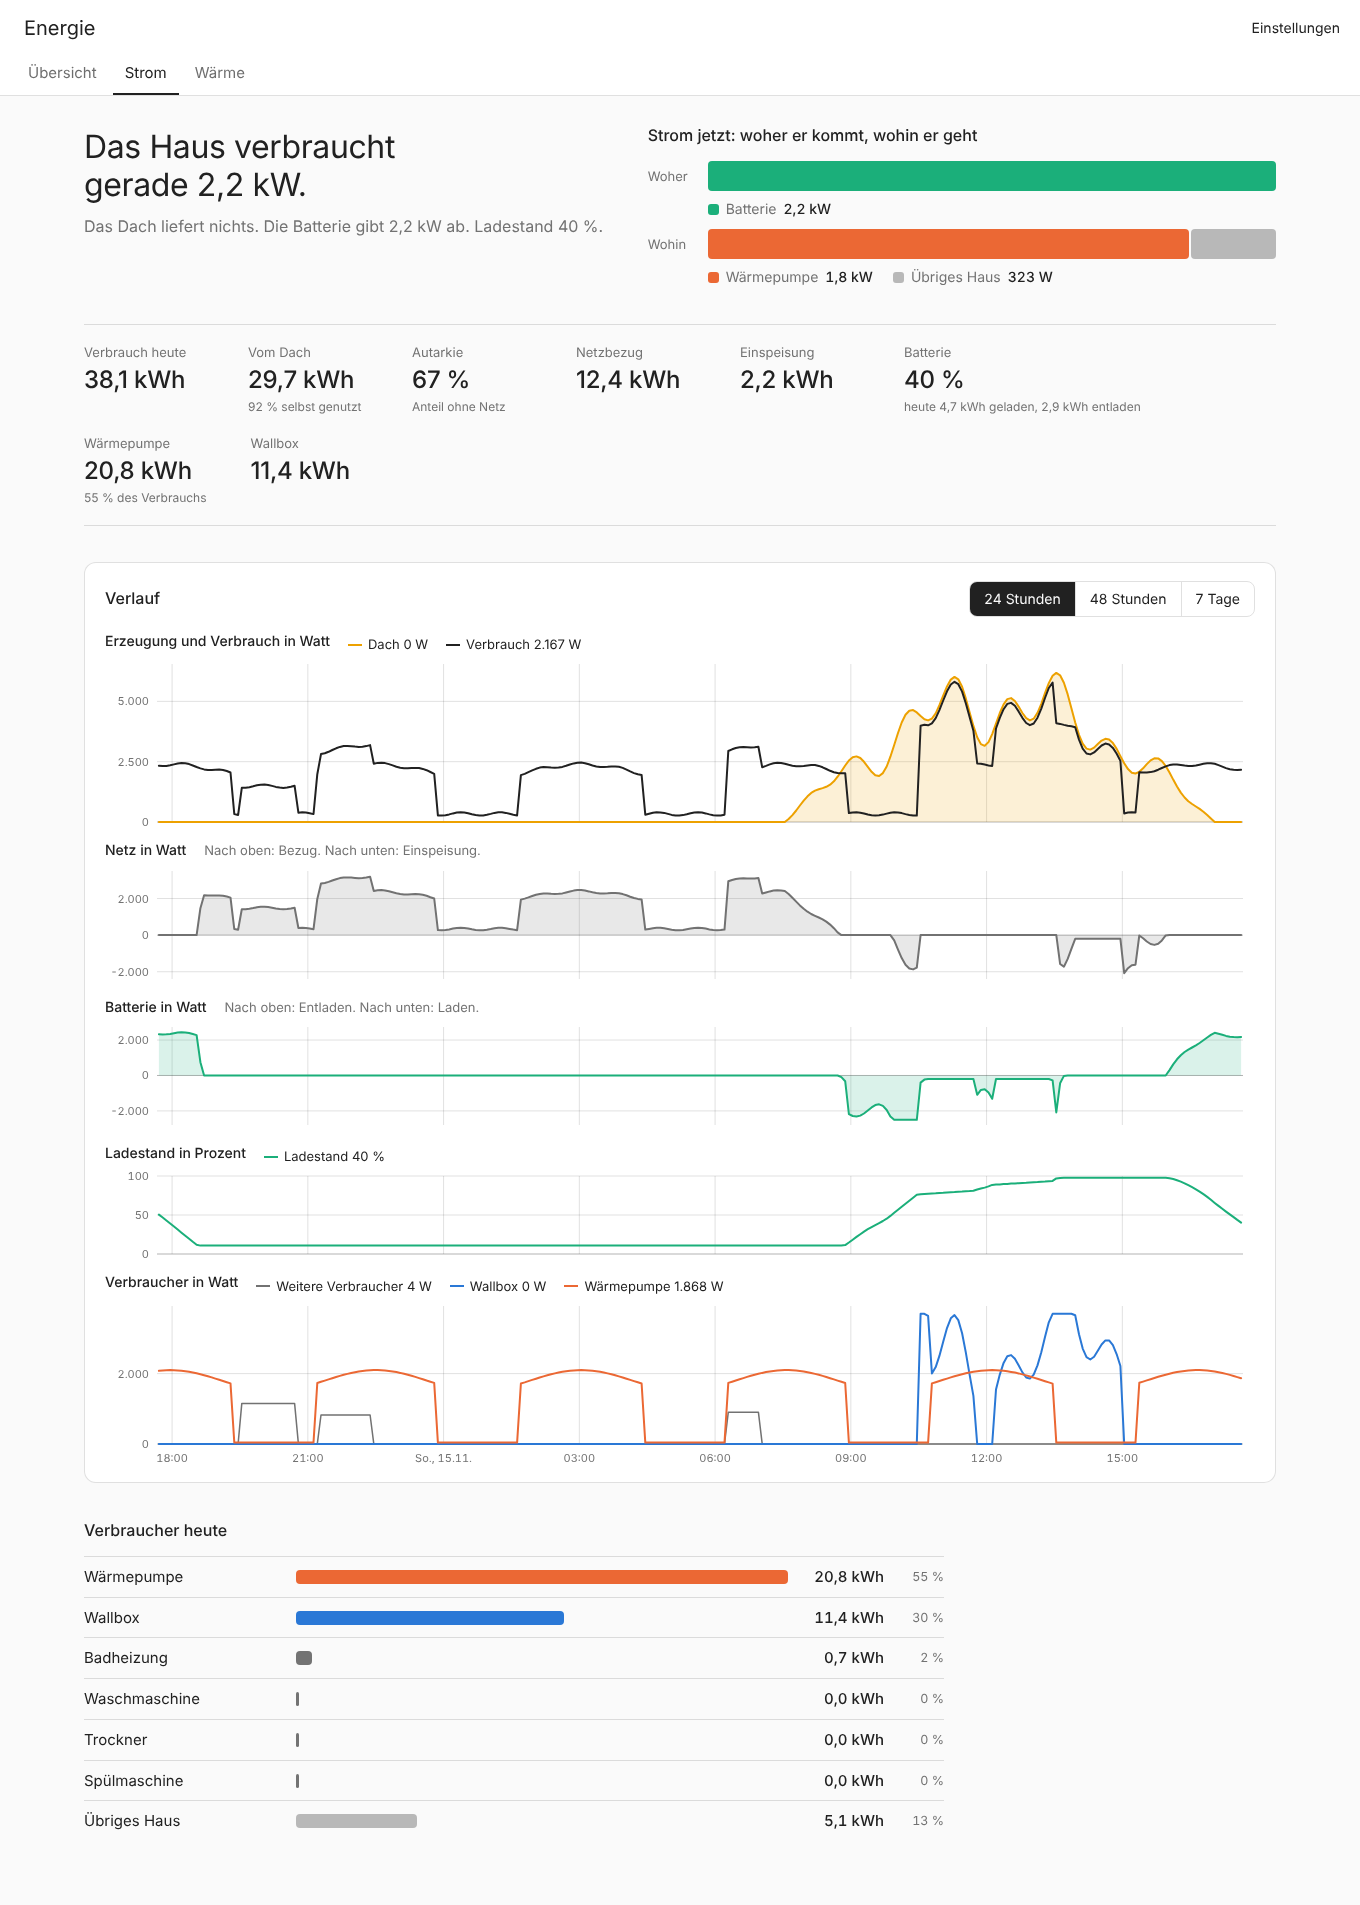 Energie
Einstellungen
Übersicht Strom Wärme
Das Haus verbraucht
gerade 2,2 kW.
Das Dach liefert nichts. Die Batterie gibt 2,2 kW ab. Ladestand 40 %.
Strom jetzt: woher er kommt, wohin er geht
Woher
Batterie 2,2 kW
Wohin
Wärmepumpe 1,8 kW Übriges Haus 323 W
Verbrauch heute
38,1 kWh
Vom Dach
29,7 kWh
92 % selbst genutzt
Autarkie
67 %
Anteil ohne Netz
Netzbezug
12,4 kWh
Einspeisung
2,2 kWh
Batterie
40 %
heute 4,7 kWh geladen, 2,9 kWh entladen
Wärmepumpe
20,8 kWh
55 % des Verbrauchs
Wallbox
11,4 kWh
Verlauf
24 Stunden 48 Stunden 7 Tage
Erzeugung und Verbrauch in Watt Dach 0 W Verbrauch 2.167 W
5.000
2.500
0
Netz in Watt Nach oben: Bezug. Nach unten: Einspeisung.
2.000
0
-2.000
Batterie in Watt Nach oben: Entladen. Nach unten: Laden.
2.000
0
-2.000
Ladestand in Prozent Ladestand 40 %
100
50
0
Verbraucher in Watt Weitere Verbraucher 4 W Wallbox 0 W Wärmepumpe 1.868 W
2.000
0
18:00 21:00 So., 15.11. 03:00 06:00 09:00 12:00 15:00
Verbraucher heute
Wärmepumpe 20,8 kWh 55 %
Wallbox 11,4 kWh 30 %
Badheizung 0,7 kWh 2 %
Waschmaschine 0,0 kWh 0 %
Trockner 0,0 kWh 0 %
Spülmaschine 0,0 kWh 0 %
Übriges Haus 5,1 kWh 13 %